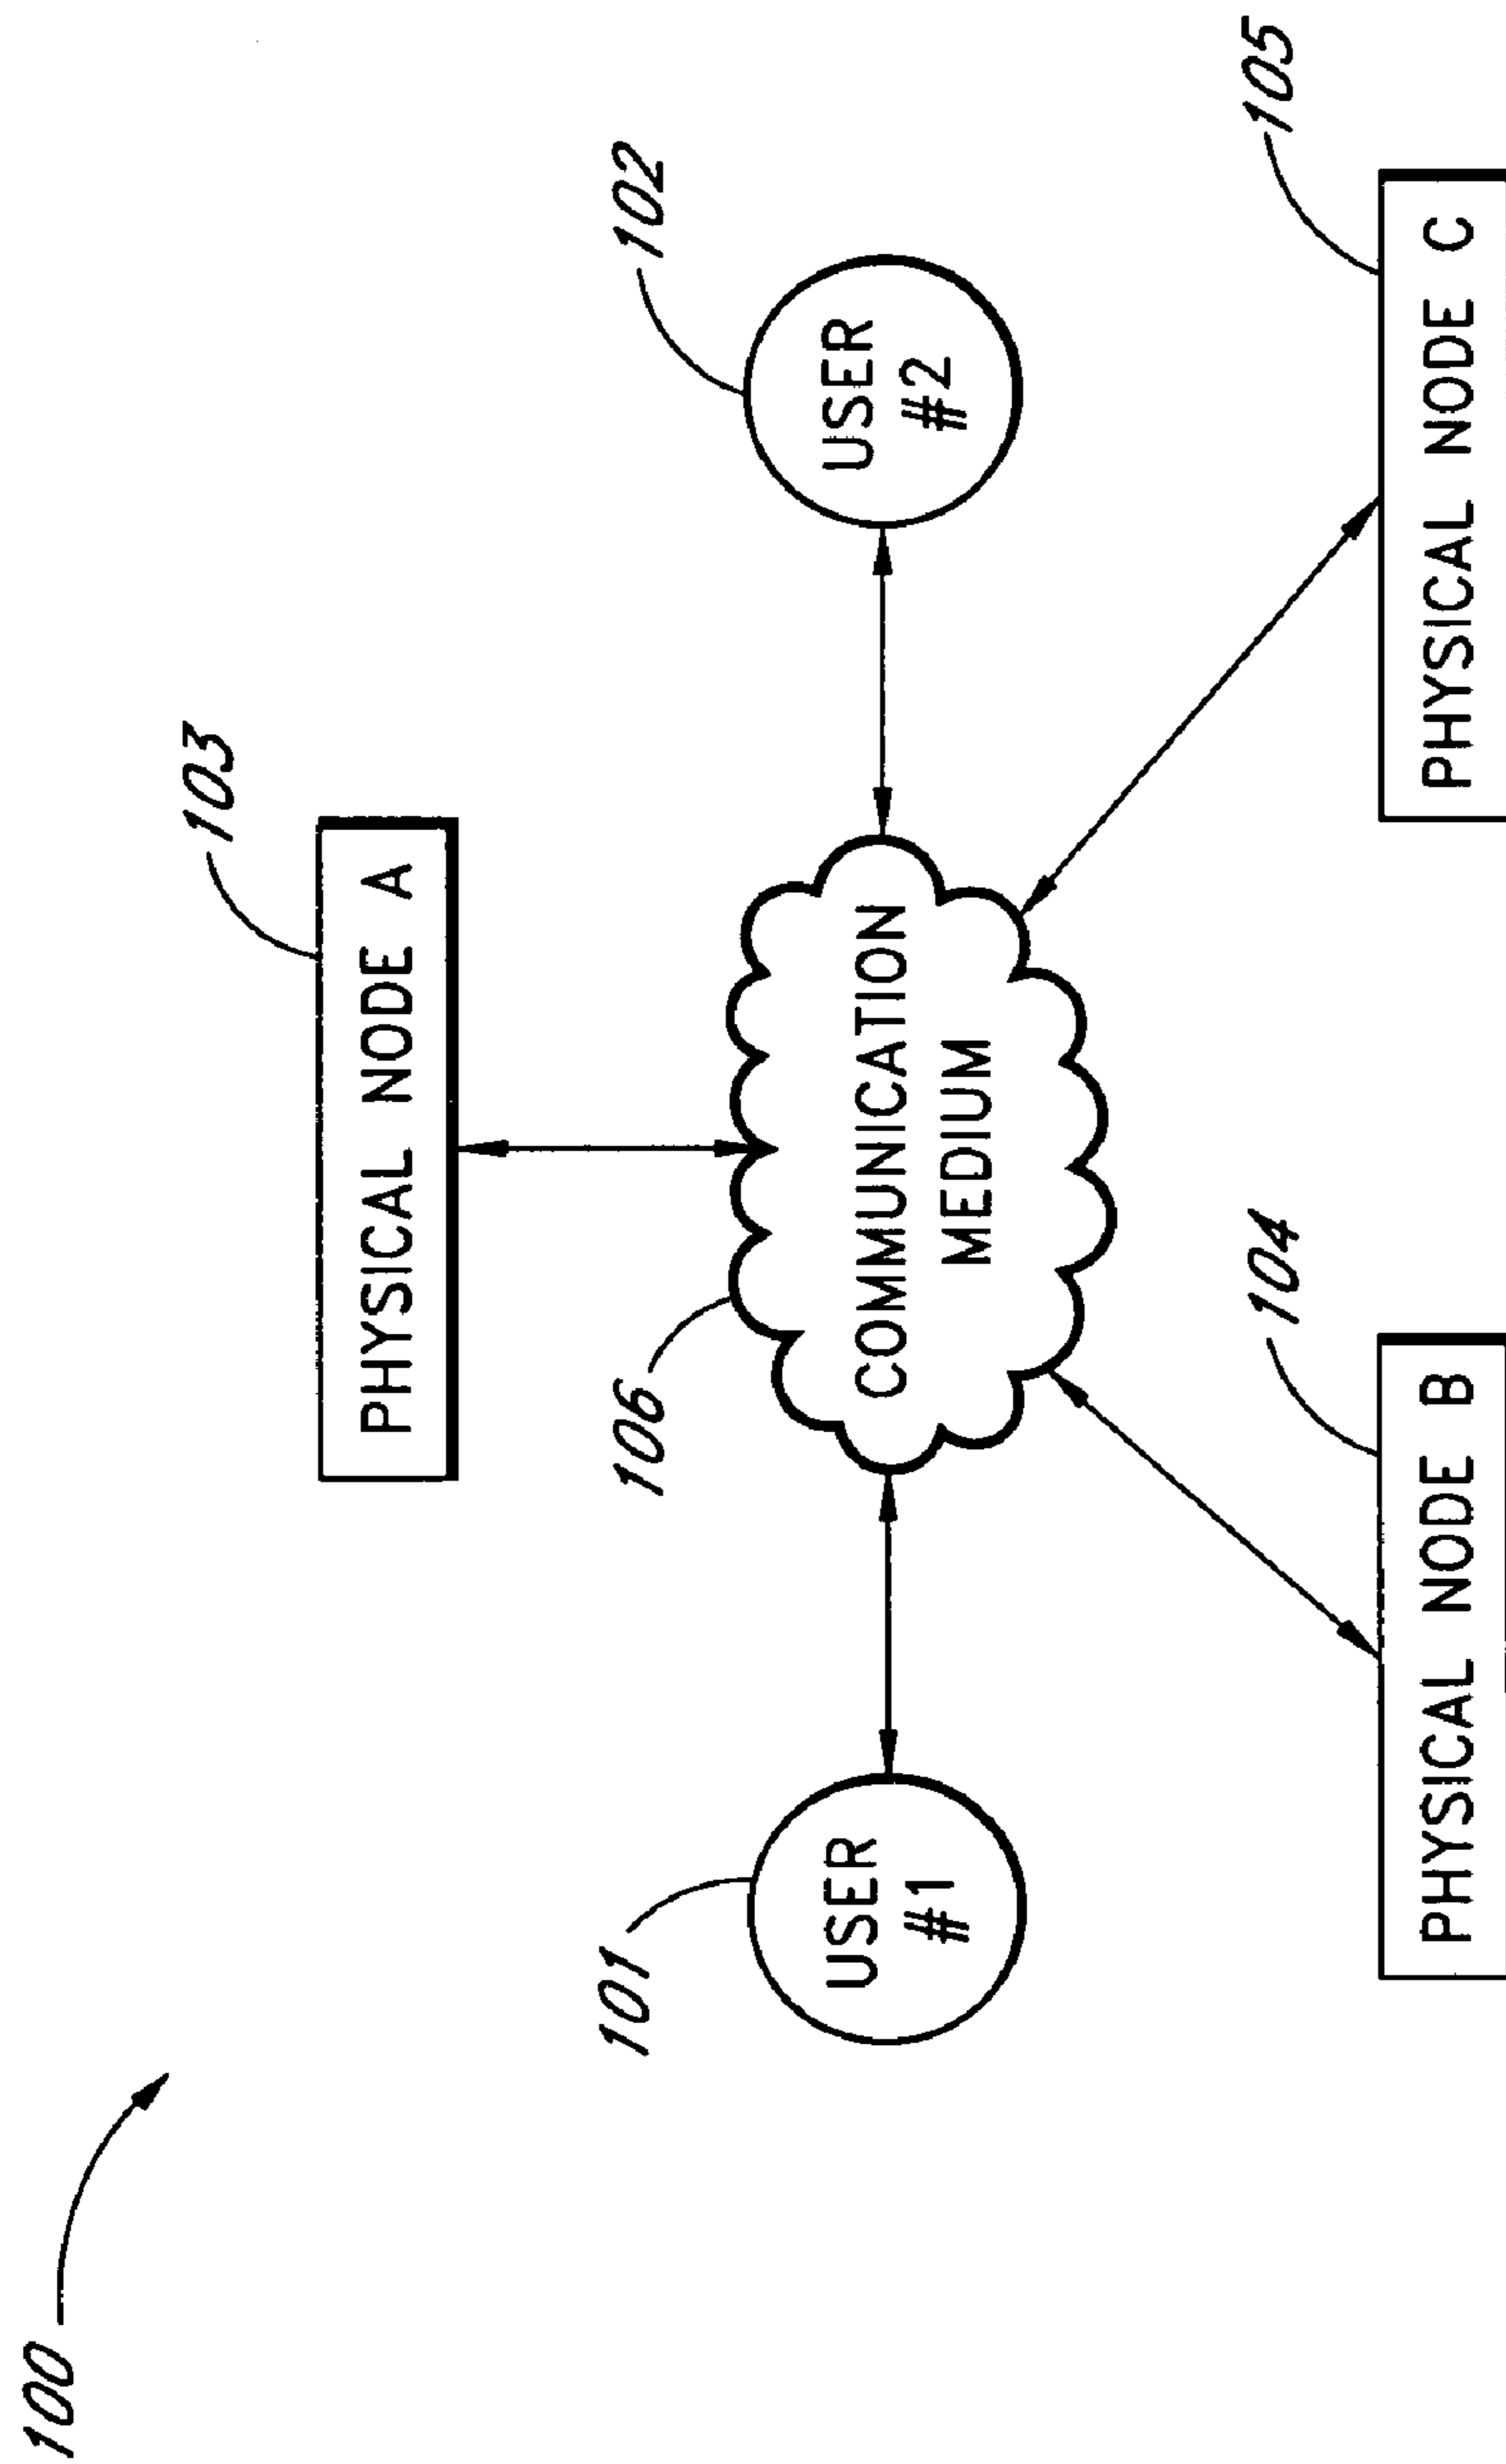 100
103
PHYSICAL NODE A
101
106
102
USER
#1
COMMUNICATION
MEDIUM
USER
#2
104
105
PHYSICAL NODE B
PHYSICAL NODE C